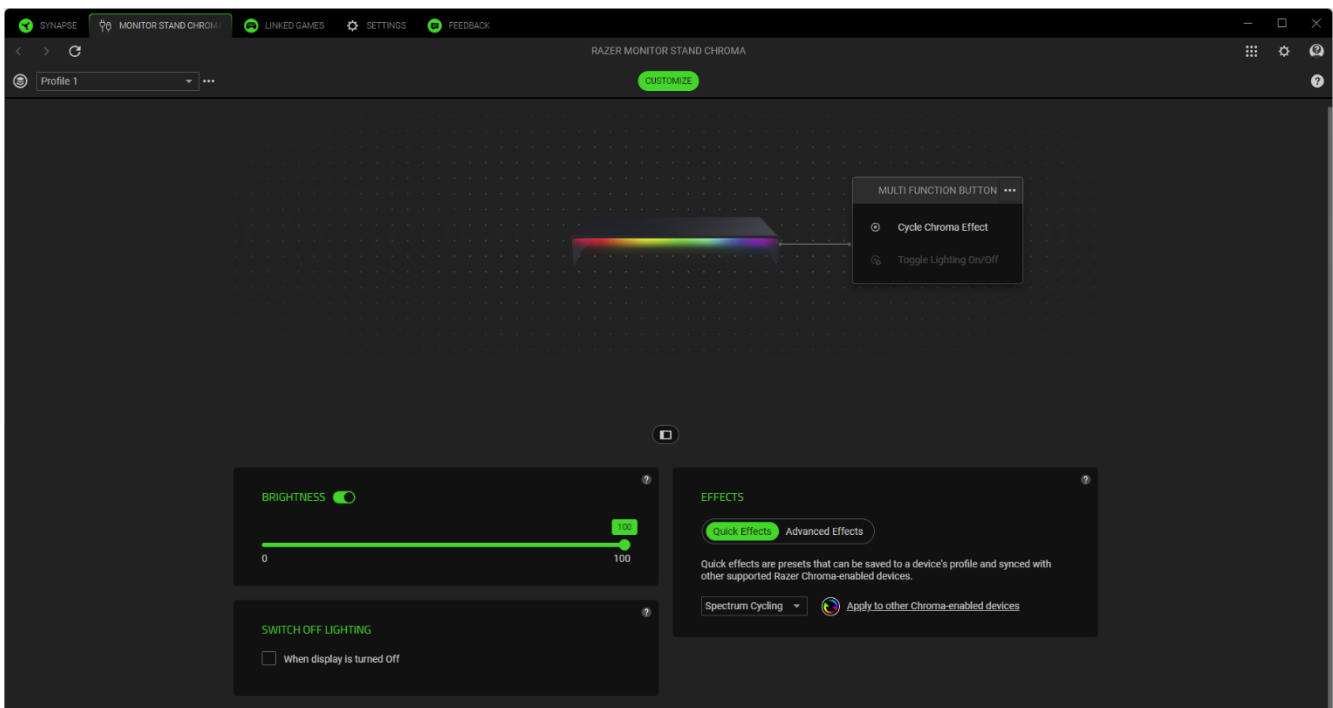 SYNAPSE
MONITOR STAND CHROMA
LINKED GAMES
SETTINGS
FEEDBACK
RAZER MONITOR STAND CHROMA
Profile 1
CUSTOMIZE
MULTI FUNCTION BUTTON
Cycle Chroma Effect
Toggle Lighting On/Off
BRIGHTNESS
100
0
100
SWITCH OFF LIGHTING
When display is turned Off
EFFECTS
Quick Effects
Advanced Effects
Quick effects are presets that can be saved to a device's profile and synced with
other supported Razer Chroma-enabled devices.
Spectrum Cycling
Apply to other Chroma-enabled devices